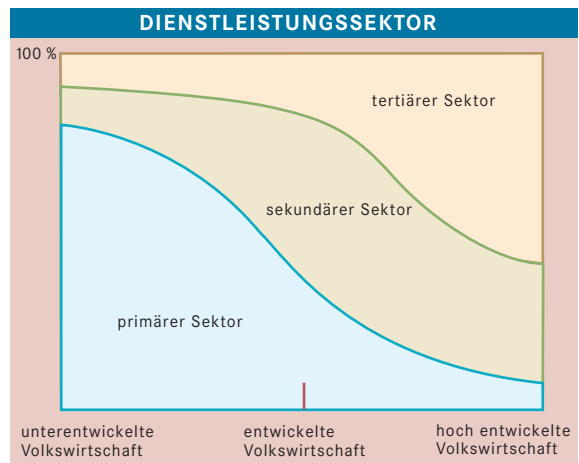 DIENSTLEISTUNGSSEKTOR
100 %
tertiärer Sektor
sekundärer Sektor
primärer Sektor
unterentwickelte
Volkswirtschaft
entwickelte
Volkswirtschaft
hoch entwickelte
Volkswirtschaft